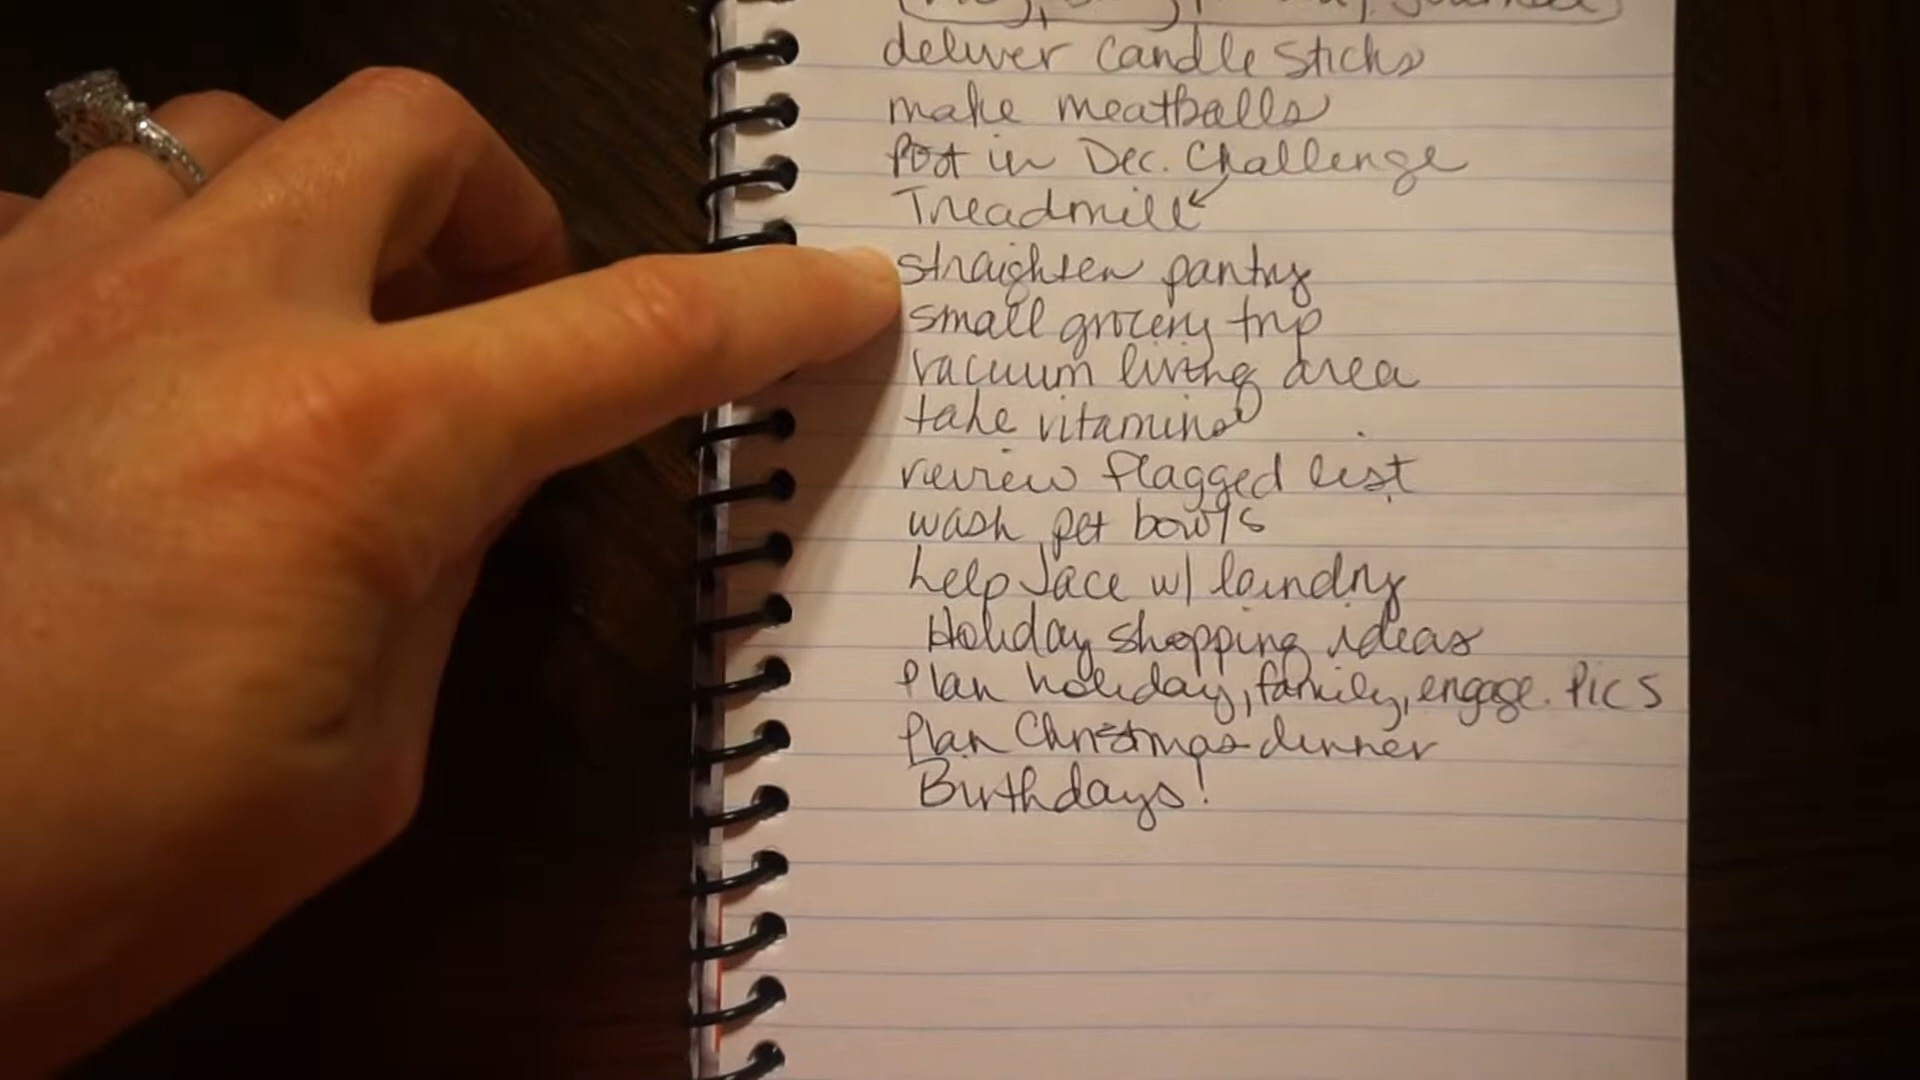 deliver candle sticks
make meatballs
Post in Dec. Challenge
Treadmill
straighten pantry
small grocery trip
vacuum living area
take vitamins
review flagged list
wash pet bowls
help Jace w/ laundry
Holiday shopping ideas
Plan holiday, family, engage. Pics
Plan Christmas dinner
Birthdays!